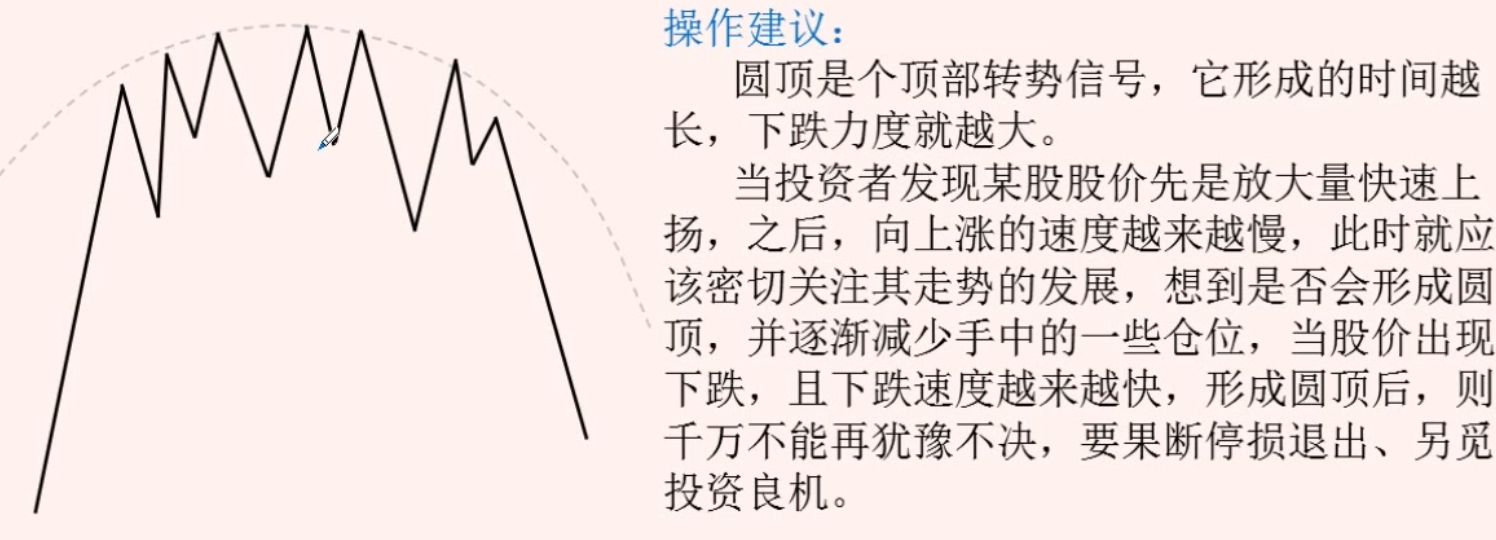 操作建议：
圆顶是个顶部转势信号，它形成的时间越
长，下跌力度就越大。
当投资者发现某股股价先是放大量快速上
扬，之后，向上涨的速度越来越慢，此时就应
该密切关注其走势的发展，想到是否会形成圆
顶，并逐渐减少手中的一些仓位，当股价出现
下跌，且下跌速度越来越快，形成圆顶后，则
千万不能再犹豫不决，要果断停损退出、另觅
投资良机。